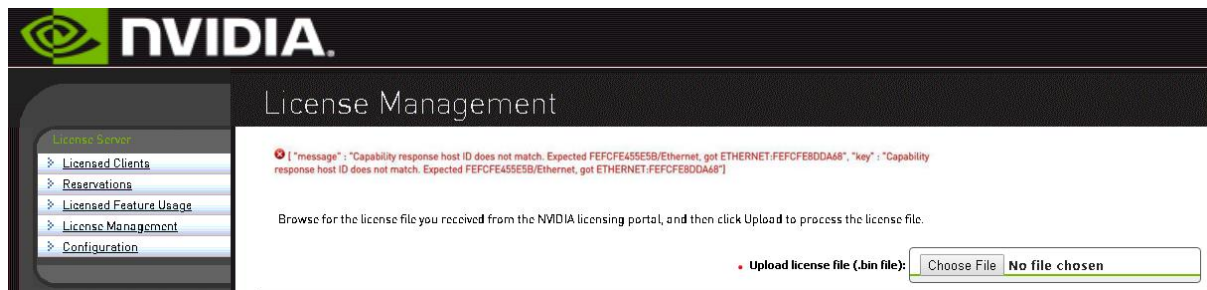 NVIDIA.
License Management
License Server
Licensed Clients
Reservations
Licensed Feature Usage
License Management
Configuration
[ "message" : "Capability response host ID does not match. Expected FEFCFE455E5B/Ethernet, got ETHERNET:FEFCFE8DDA68", "key" : "Capability
response host ID does not match. Expected FEFCFE455E5B/Ethernet, got ETHERNET:FEFCFE8DDA68"]
Browse for the license file you received from the NVIDIA licensing portal, and then click Upload to process the license file.
Upload license file (.bin file): Choose File No file chosen